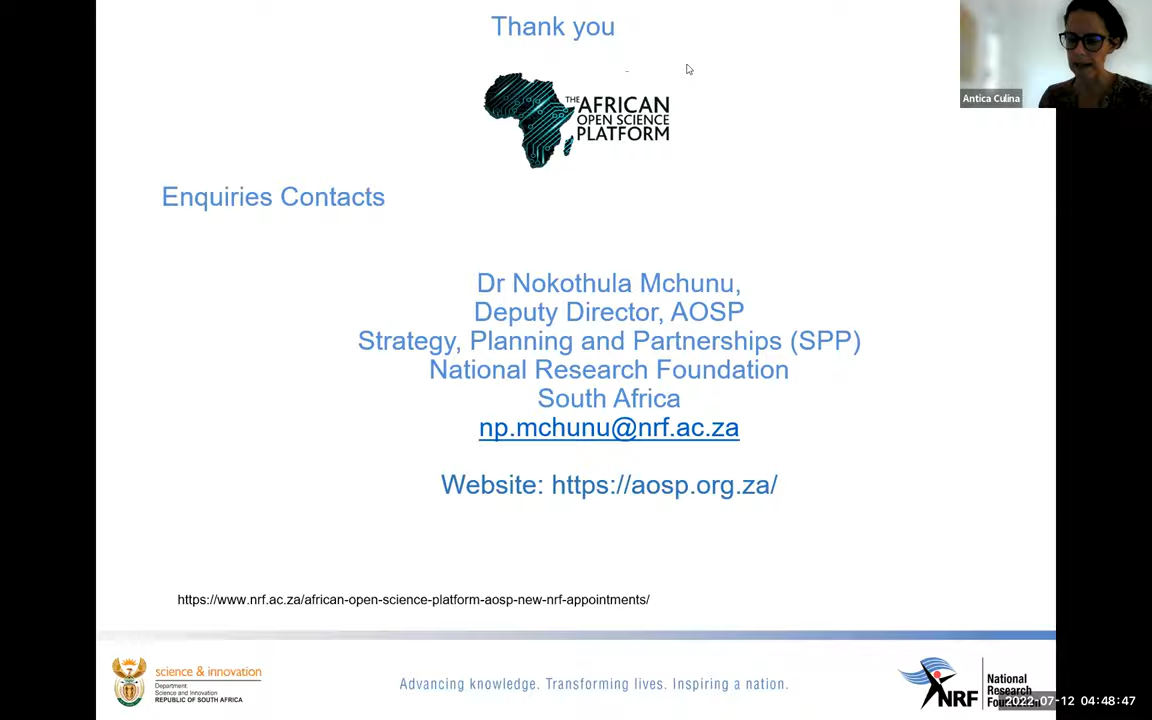 Thank you
THE AFRICAN
OPEN SCIENCE
PLATFORM
Antica Culina
Enquiries Contacts
Dr Nokothula Mchunu,
Deputy Director, AOSP
Strategy, Planning and Partnerships (SPP)
National Research Foundation
South Africa
np.mchunu@nrf.ac.za
Website: https://aosp.org.za/
https://www.nrf.ac.za/african-open-science-platform-aosp-new-nrf-appointments/
science & innovation
Department:
Science and Innovation
REPUBLIC OF SOUTH AFRICA
Advancing knowledge. Transforming lives. Inspiring a nation.
NRF
National
Research
Foundation
2022-07-12 04:48:47